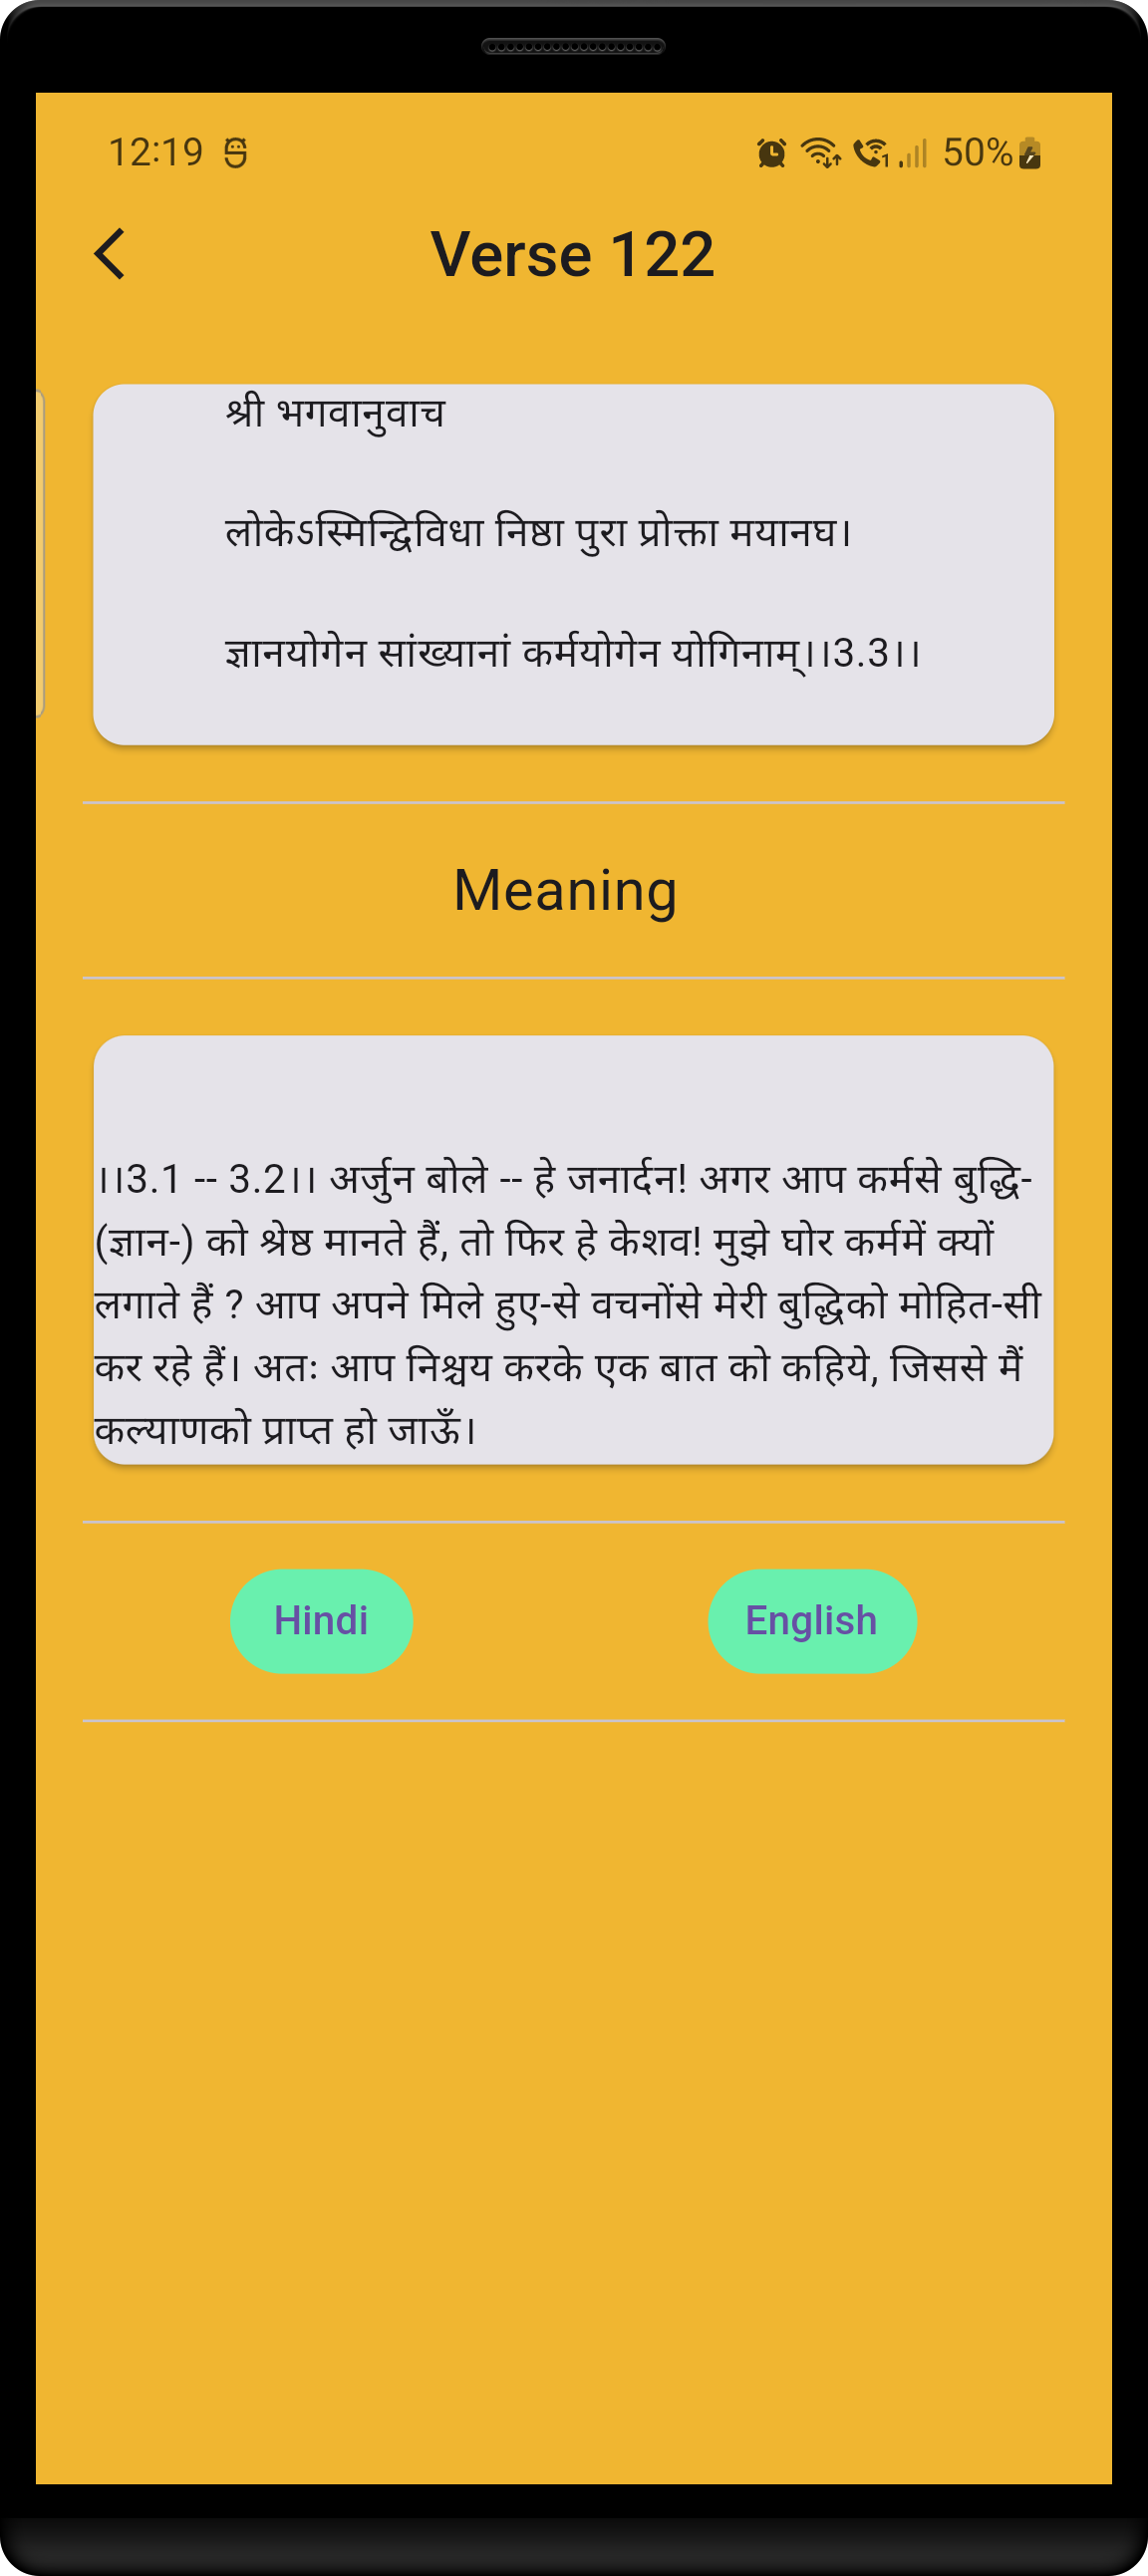 12:19
50%
Verse 122
श्री भगवानुवाच
लोकेऽस्मिन्द्विविधा निष्ठा पुरा प्रोक्ता मयानघ।
ज्ञानयोगेन सांख्यानां कर्मयोगेन योगिनाम्।।3.3।।
Meaning
।।3.1 -- 3.2।। अर्जुन बोले -- हे जनार्दन! अगर आप कर्मसे बुद्धि-
(ज्ञान-) को श्रेष्ठ मानते हैं, तो फिर हे केशव! मुझे घोर कर्ममें क्यों
लगाते हैं ? आप अपने मिले हुए-से वचनोंसे मेरी बुद्धिको मोहित-सी
कर रहे हैं। अतः आप निश्चय करके एक बात को कहिये, जिससे मैं
कल्याणको प्राप्त हो जाऊँ।
Hindi
English